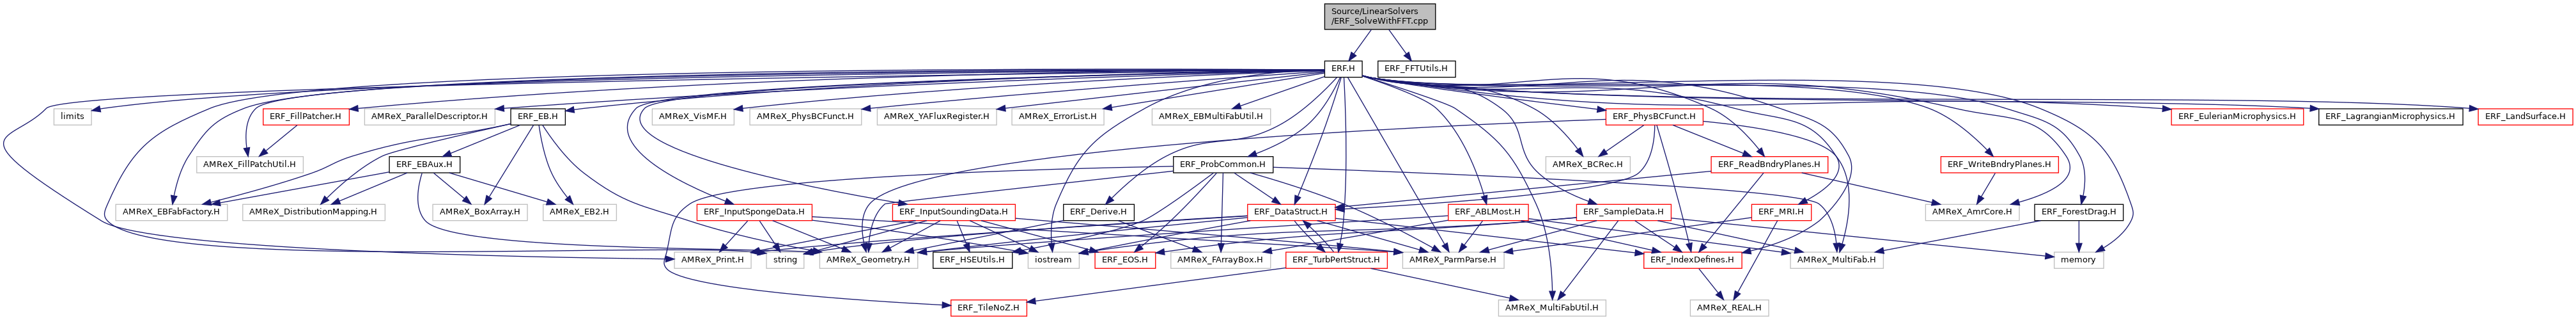 Source/LinearSolvers
/ERF_SolveWithFFT.cpp
ERF.H
ERF_FFTUtils.H
limits
ERF_FillPatcher.H
AMReX_ParallelDescriptor.H
ERF_EB.H
AMReX_VisMF.H
AMReX_PhysBCFunct.H
AMReX_YAFluxRegister.H
AMReX_ErrorList.H
AMReX_EBMultiFabUtil.H
ERF_PhysBCFunct.H
ERF_EulerianMicrophysics.H
ERF_LagrangianMicrophysics.H
ERF_LandSurface.H
AMReX_FillPatchUtil.H
ERF_EBAux.H
ERF_ProbCommon.H
AMReX_BCRec.H
ERF_ReadBndryPlanes.H
ERF_WriteBndryPlanes.H
AMReX_EBFabFactory.H
AMReX_DistributionMapping.H
AMReX_BoxArray.H
AMReX_EB2.H
ERF_InputSpongeData.H
ERF_InputSoundingData.H
ERF_Derive.H
ERF_DataStruct.H
ERF_ABLMost.H
ERF_SampleData.H
ERF_MRI.H
AMReX_AmrCore.H
ERF_ForestDrag.H
AMReX_Print.H
string
AMReX_Geometry.H
ERF_HSEUtils.H
iostream
ERF_EOS.H
AMReX_FArrayBox.H
ERF_TurbPertStruct.H
AMReX_ParmParse.H
ERF_IndexDefines.H
AMReX_MultiFab.H
memory
ERF_TileNoZ.H
AMReX_MultiFabUtil.H
AMReX_REAL.H